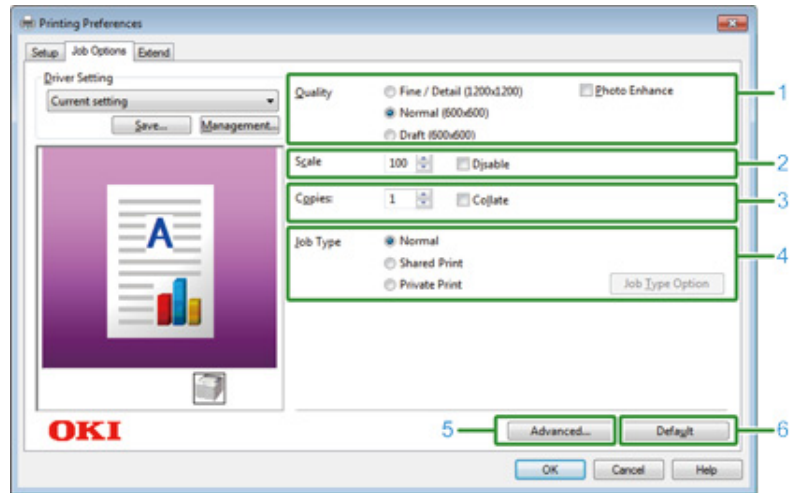 Printing Preferences
Setup Job Options Extend
Driver Setting
Current setting
Save... Management...
Quality
Fine / Detail (1200x1200)
Photo Enhance
Normal (600x600)
Draft (600x600)
1
Scale 100 Disable
2
Copies: 1 Collate
3
Job Type
Normal
Shared Print
Private Print
Job Type Option
4
A
OKI
5
Advanced...
Default
6
OK Cancel Help